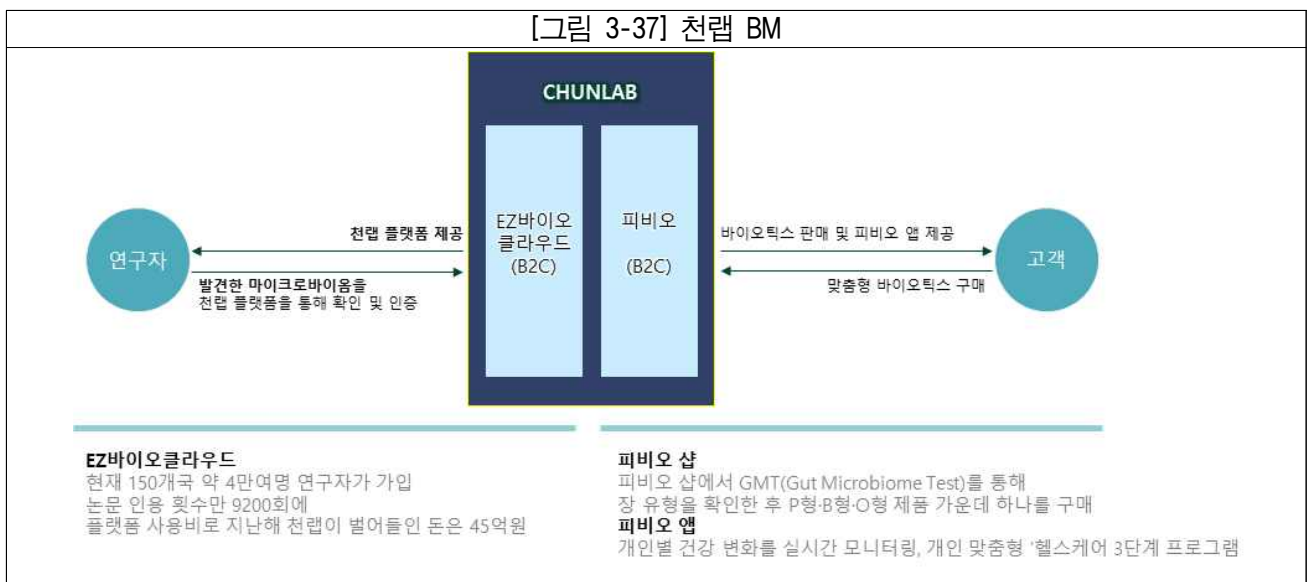 [그림 3-37] 천랩 BM
CHUNLAB
연구자
천랩 플랫폼 제공
발견한 마이크로바이옴을
천랩 플랫폼을 통해 확인 및 인증
EZ바이오
클라우드
(B2C)
피비오
(B2C)
바이오틱스 판매 및 피비오 앱 제공
맞춤형 바이오틱스 구매
고객
EZ바이오클라우드
현재 150개국 약 4만여명 연구자가 가입
논문 인용 횟수만 9200회에
플랫폼 사용비로 지난해 천랩이 벌어들인 돈은 45억원
피비오 샵
피비오 샵에서 GMT(Gut Microbiome Test)를 통해
장 유형을 확인한 후 P형·B형·O형 제품 가운데 하나를 구매
피비오 앱
개인별 건강 변화를 실시간 모니터링, 개인 맞춤형 '헬스케어 3단계 프로그램